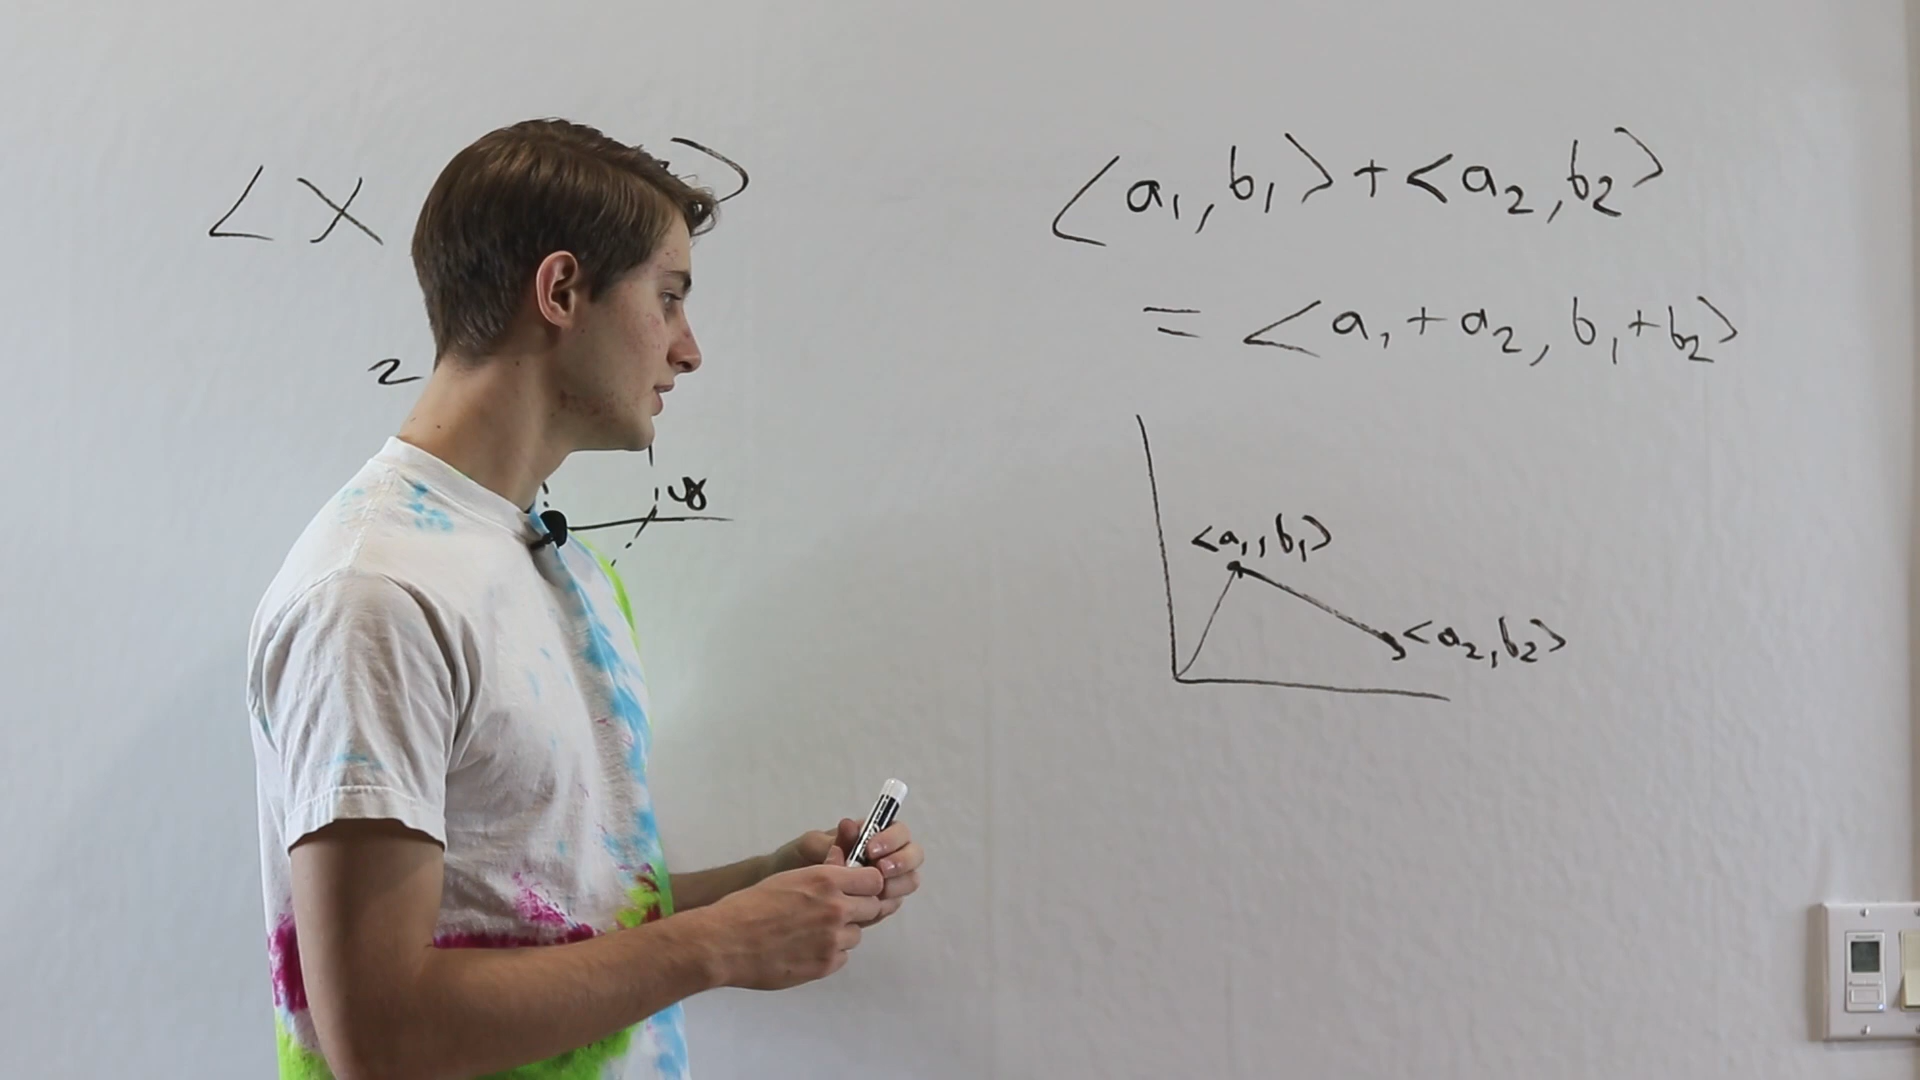 <x >
z
y
<a₁, b₁> + <a₂, b₂>
= <a₁ + a₂, b₁ + b₂>
<a₁, b₁>
<a₂, b₂>